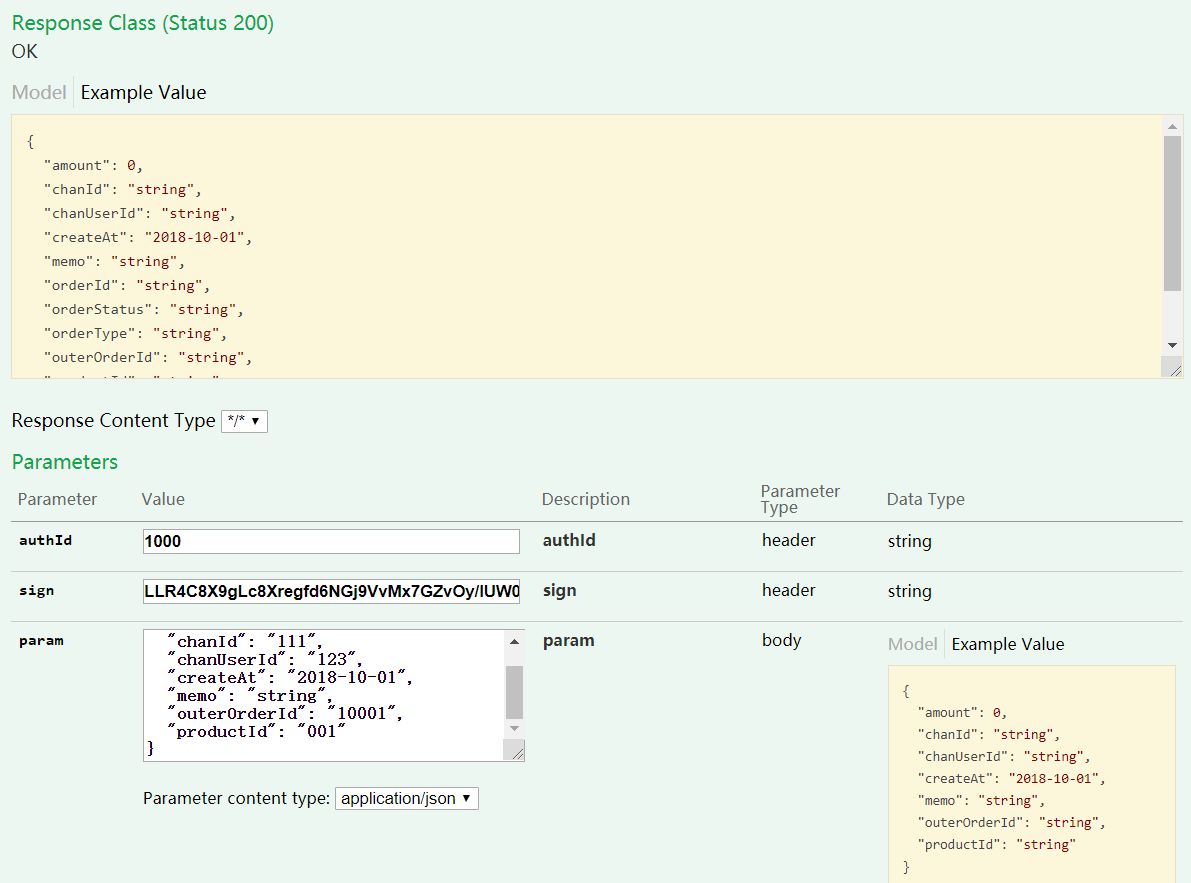 Response Class (Status 200)
OK
Model Example Value
{
"amount": 0,
"chanId": "string",
"chanUserId": "string",
"createAt": "2018-10-01",
"memo": "string",
"orderId": "string",
"orderStatus": "string",
"orderType": "string",
"outerOrderId": "string",
Response Content Type */*
Parameters
Parameter Value Description Parameter Type Data Type
authId 1000 authId header string
sign LLR4C8X9gLc8Xregfd6NGj9VvMx7GZvOy/lUW0 sign header string
param param body Model Example Value
"chanId": "111",
"chanUserId": "123",
"createAt": "2018-10-01",
"memo": "string",
"outerOrderId": "10001",
"productId": "001"
}
Parameter content type: application/json
{
"amount": 0,
"chanId": "string",
"chanUserId": "string",
"createAt": "2018-10-01",
"memo": "string",
"outerOrderId": "string",
"productId": "string"
}